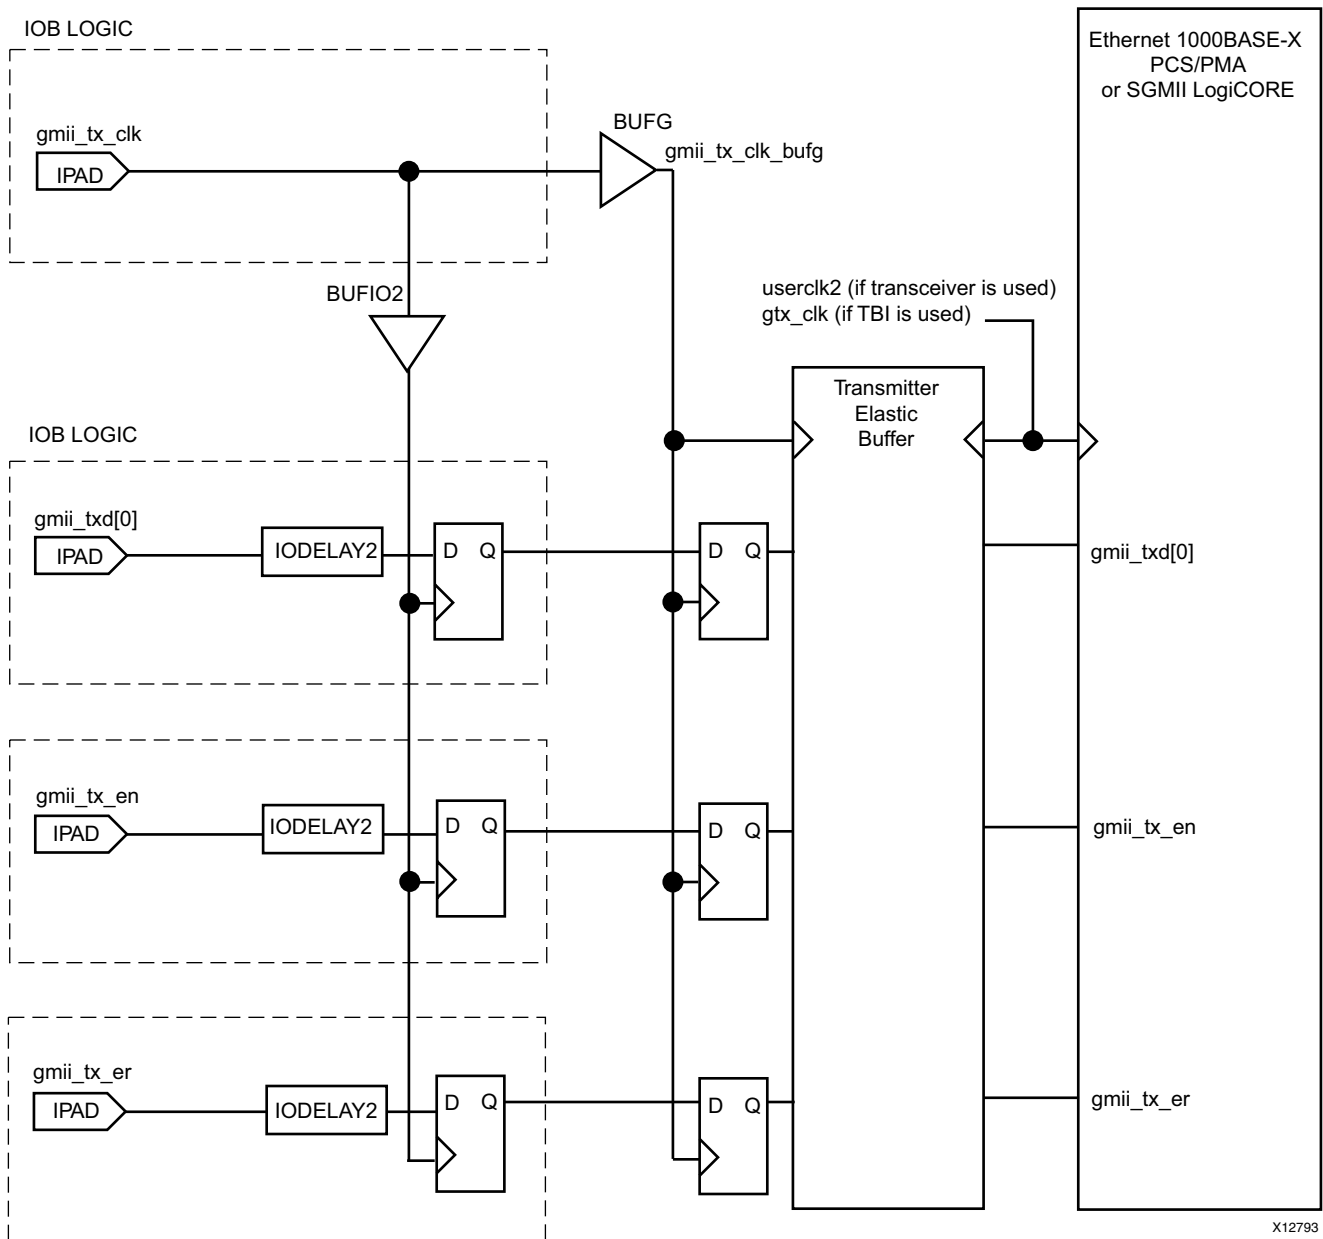 IOB LOGIC
Ethernet 1000BASE-X
PCS/PMA
or SGMII LogiCORE
gmii_tx_clk
IPAD
BUFG
gmii_tx_clk_bufg
BUFIO2
userclk2 (if transceiver is used)
gtx_clk (if TBI is used)
Transmitter
Elastic
Buffer
IOB LOGIC
gmii_txd[0]
IPAD
IODELAY2
D Q
D Q
gmii_txd[0]
gmii_tx_en
IPAD
IODELAY2
D Q
D Q
gmii_tx_en
gmii_tx_er
IPAD
IODELAY2
D Q
D Q
gmii_tx_er
X12793